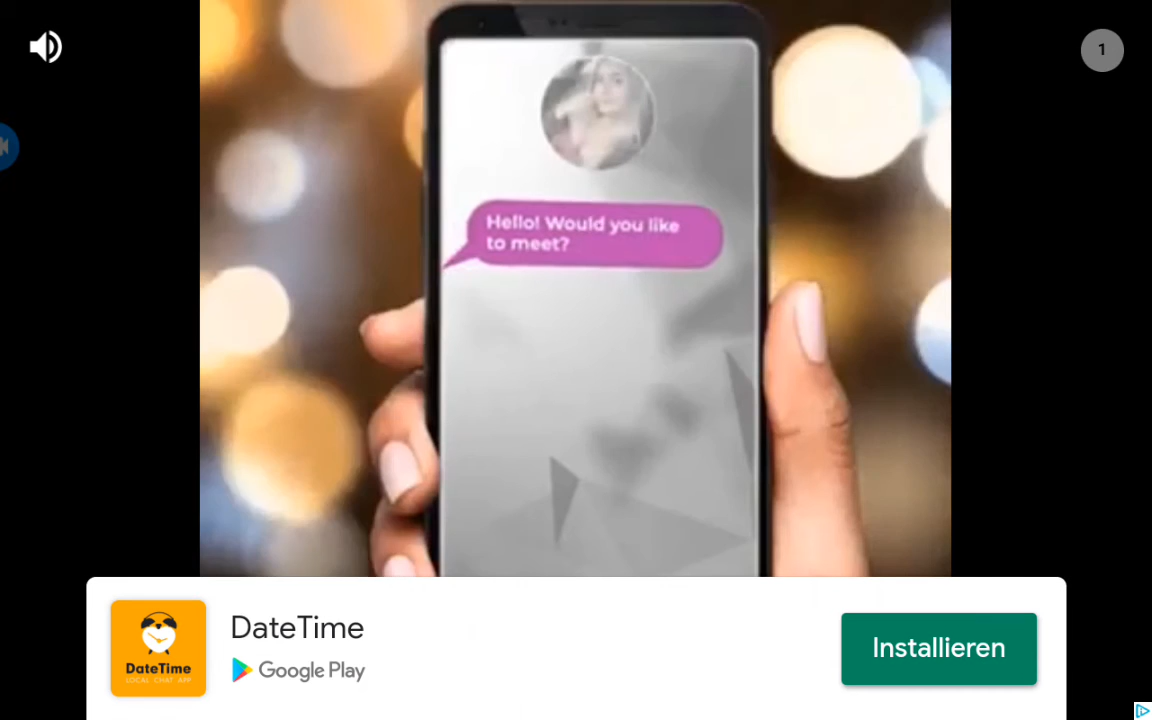 1
Hello! Would you like
to meet?
DateTime
LOCAL CHAT APP
DateTime
Google Play
Installieren